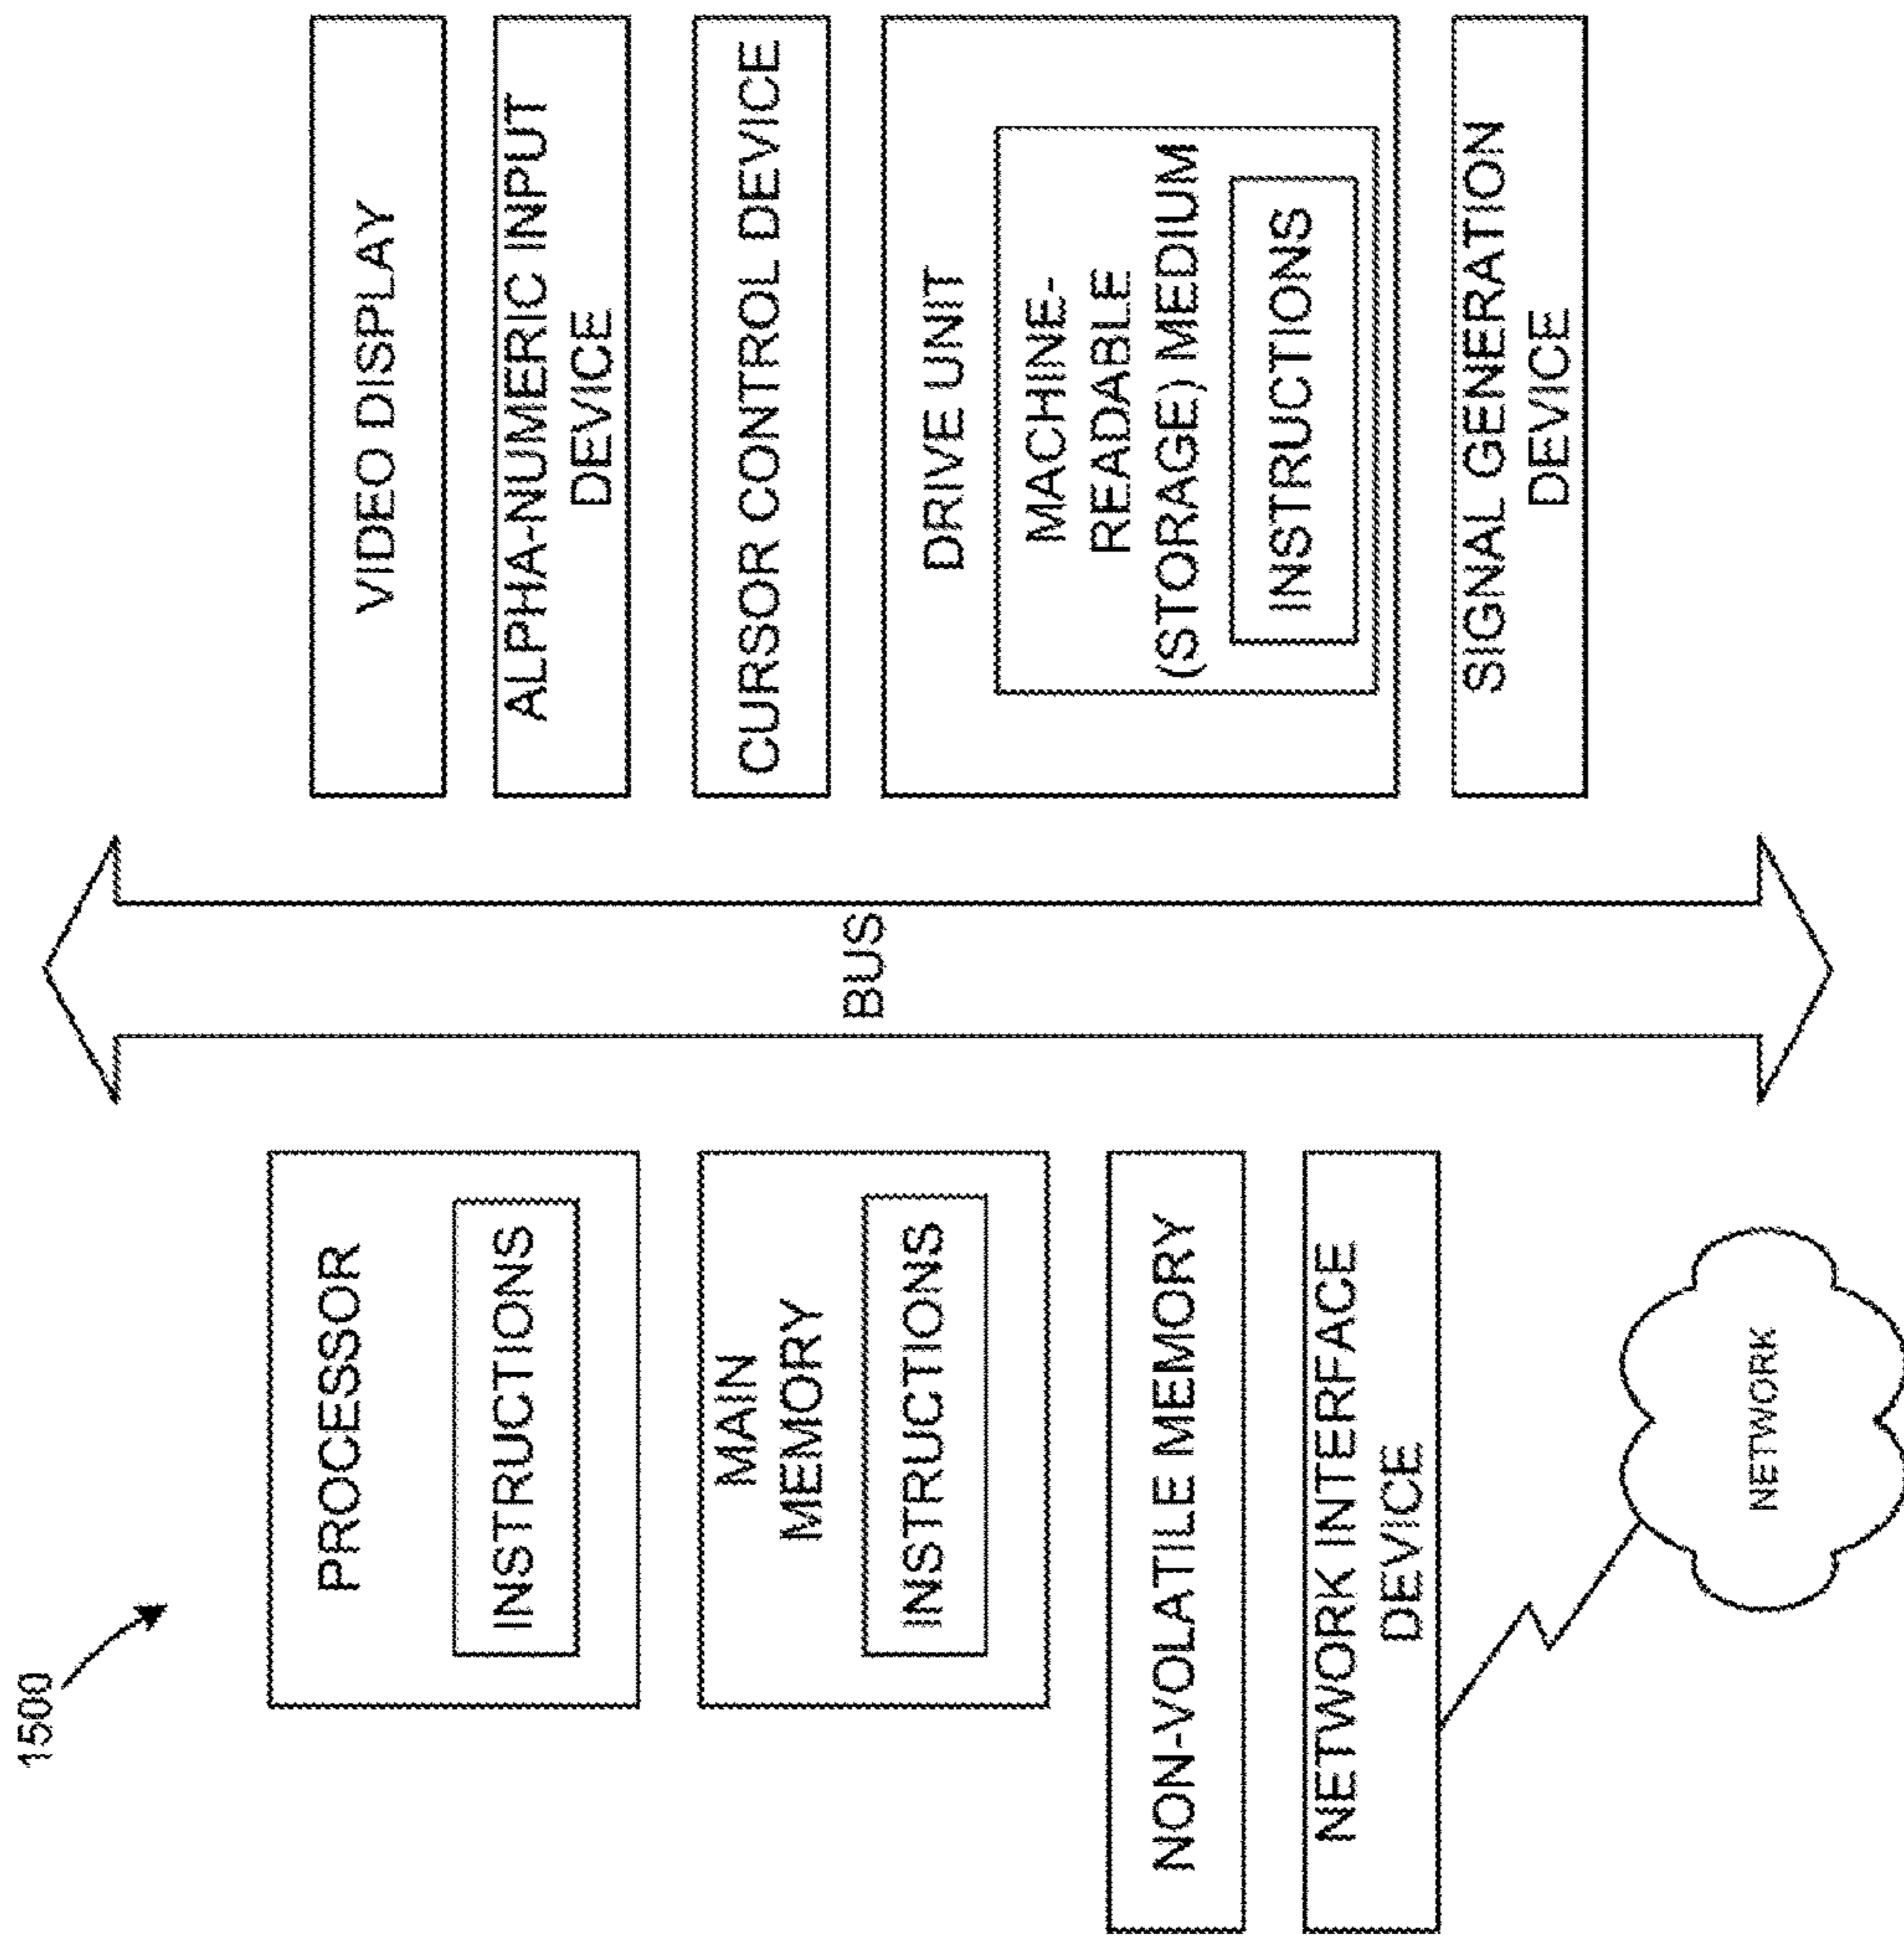 1500
PROCESSOR
INSTRUCTIONS
MAIN
MEMORY
INSTRUCTIONS
NON-VOLATILE MEMORY
NETWORK INTERFACE
DEVICE
NETWORK
BUS
VIDEO DISPLAY
ALPHA-NUMERIC INPUT
DEVICE
CURSOR CONTROL DEVICE
DRIVE UNIT
MACHINE-
READABLE
(STORAGE) MEDIUM
INSTRUCTIONS
SIGNAL GENERATION
DEVICE